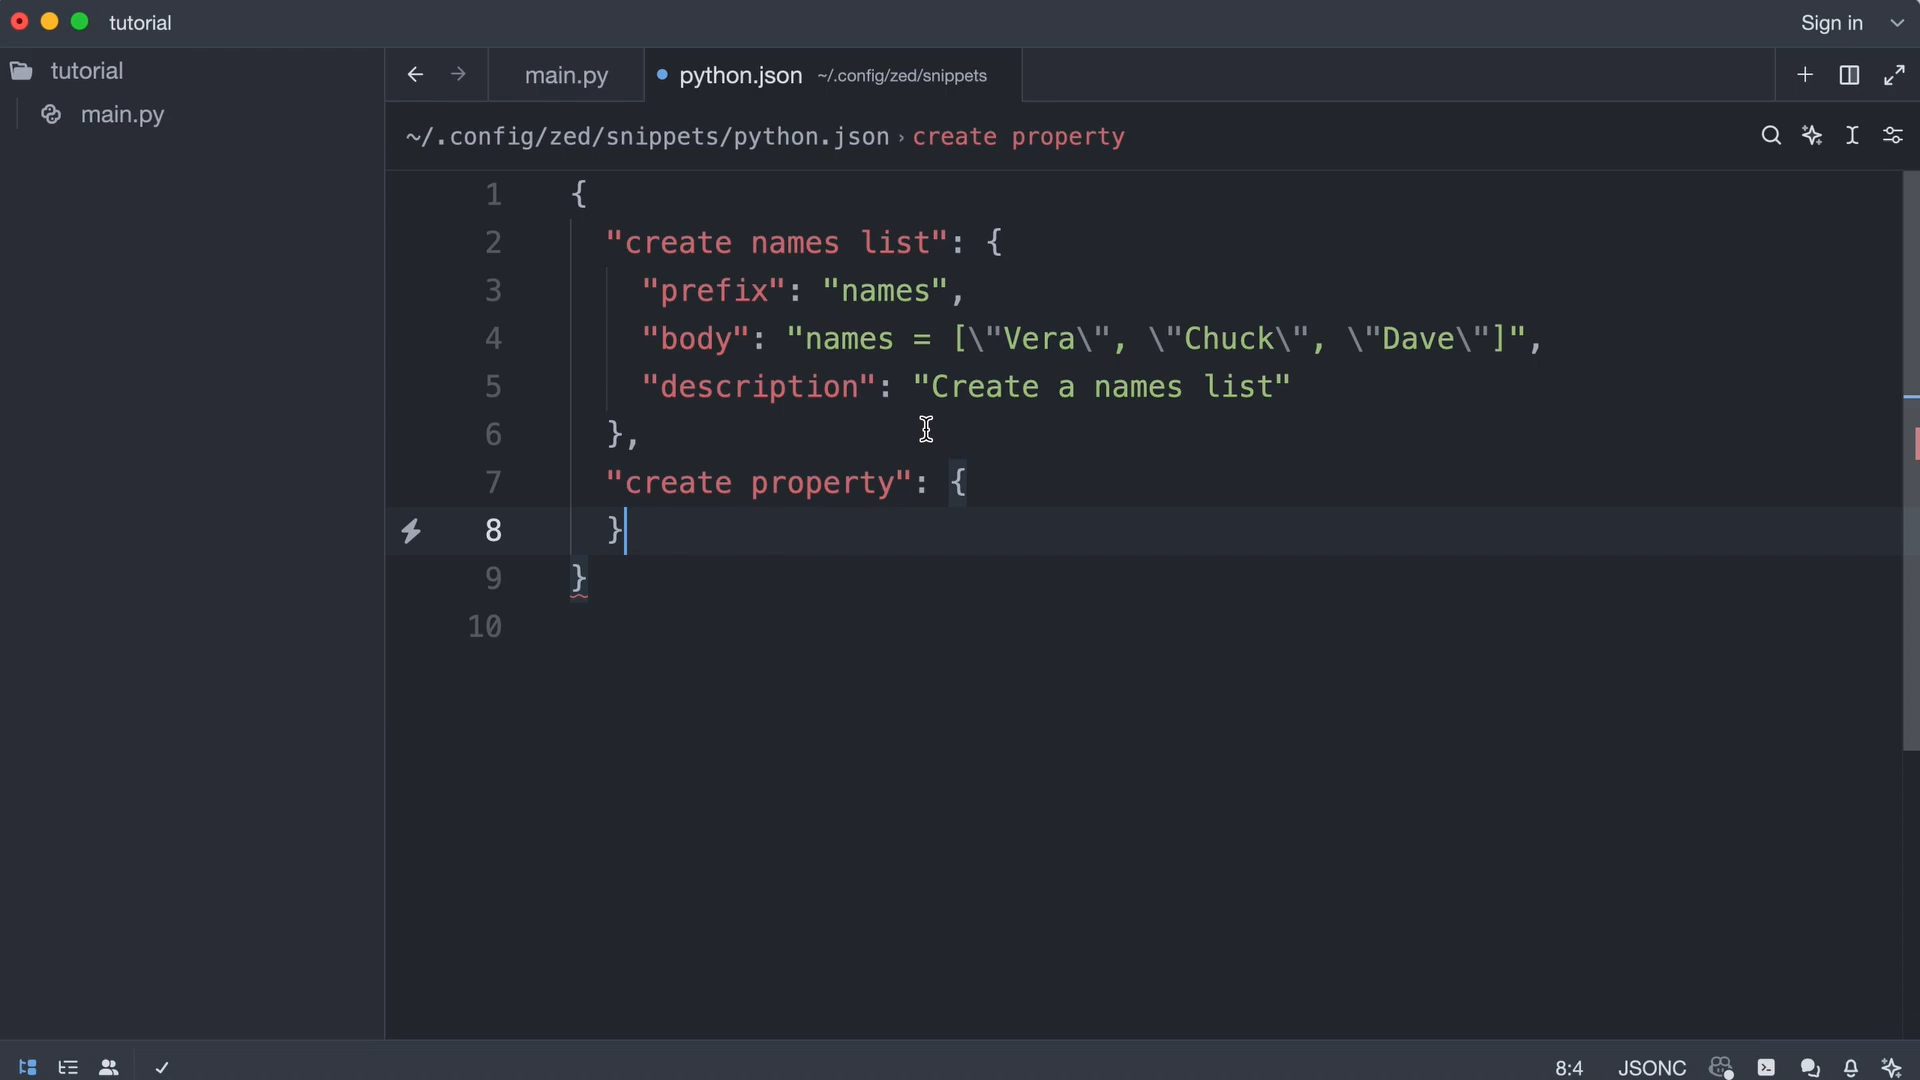 tutorial
Sign in
tutorial
main.py
main.py
python.json ~/.config/zed/snippets
~/.config/zed/snippets/python.json › create property
1 {
2 "create names list": {
3 "prefix": "names",
4 "body": "names = [\"Vera\", \"Chuck\", \"Dave\"]",
5 "description": "Create a names list"
6 },
7 "create property": {
8 }
9 }
10
8:4
JSONC